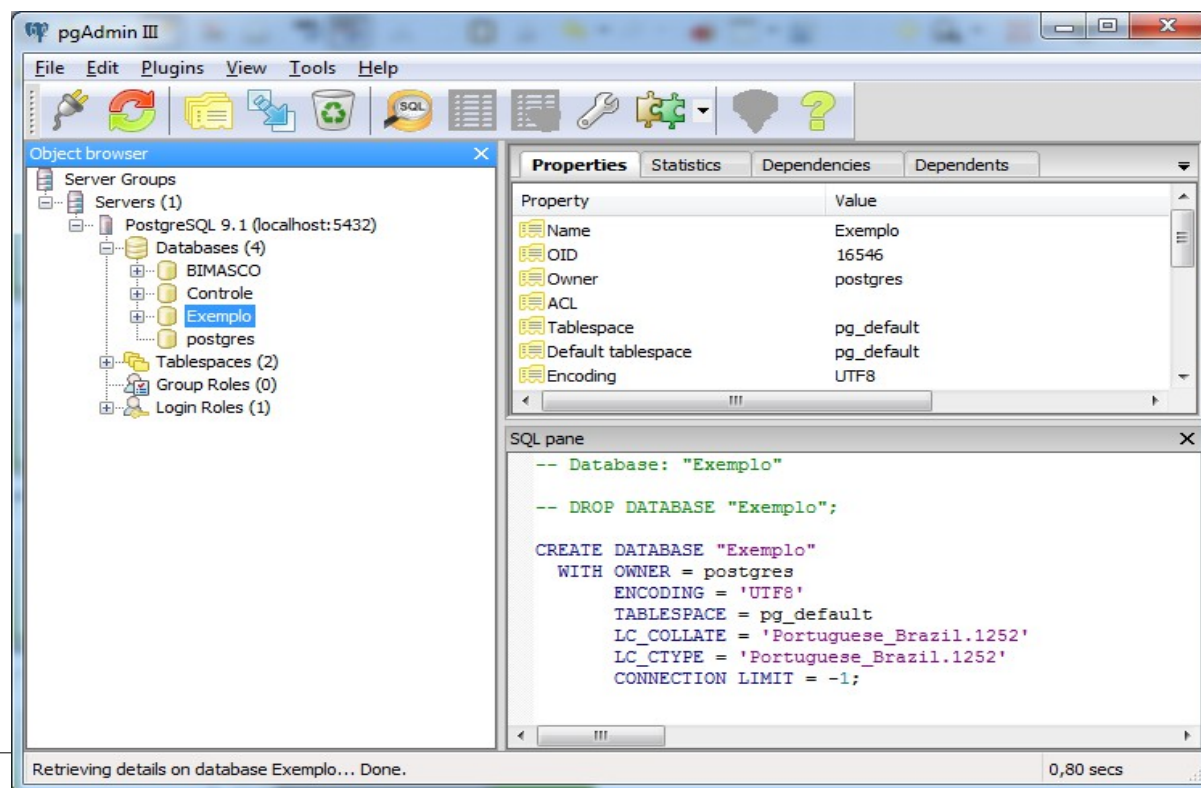 pgAdmin III
File Edit Plugins View Tools Help
SQL
Object browser
Server Groups
Servers (1)
PostgreSQL 9.1 (localhost:5432)
Databases (4)
BIMASCO
Controle
Exemplo
postgres
Tablespaces (2)
Group Roles (0)
Login Roles (1)
Properties Statistics Dependencies Dependents
Property Value
Name Exemplo
OID 16546
Owner postgres
ACL
Tablespace pg_default
Default tablespace pg_default
Encoding UTF8
SQL pane
-- Database: "Exemplo"
-- DROP DATABASE "Exemplo";
CREATE DATABASE "Exemplo"
WITH OWNER = postgres
ENCODING = 'UTF8'
TABLESPACE = pg_default
LC_COLLATE = 'Portuguese_Brazil.1252'
LC_CTYPE = 'Portuguese_Brazil.1252'
CONNECTION LIMIT = -1;
Retrieving details on database Exemplo... Done. 0,80 secs